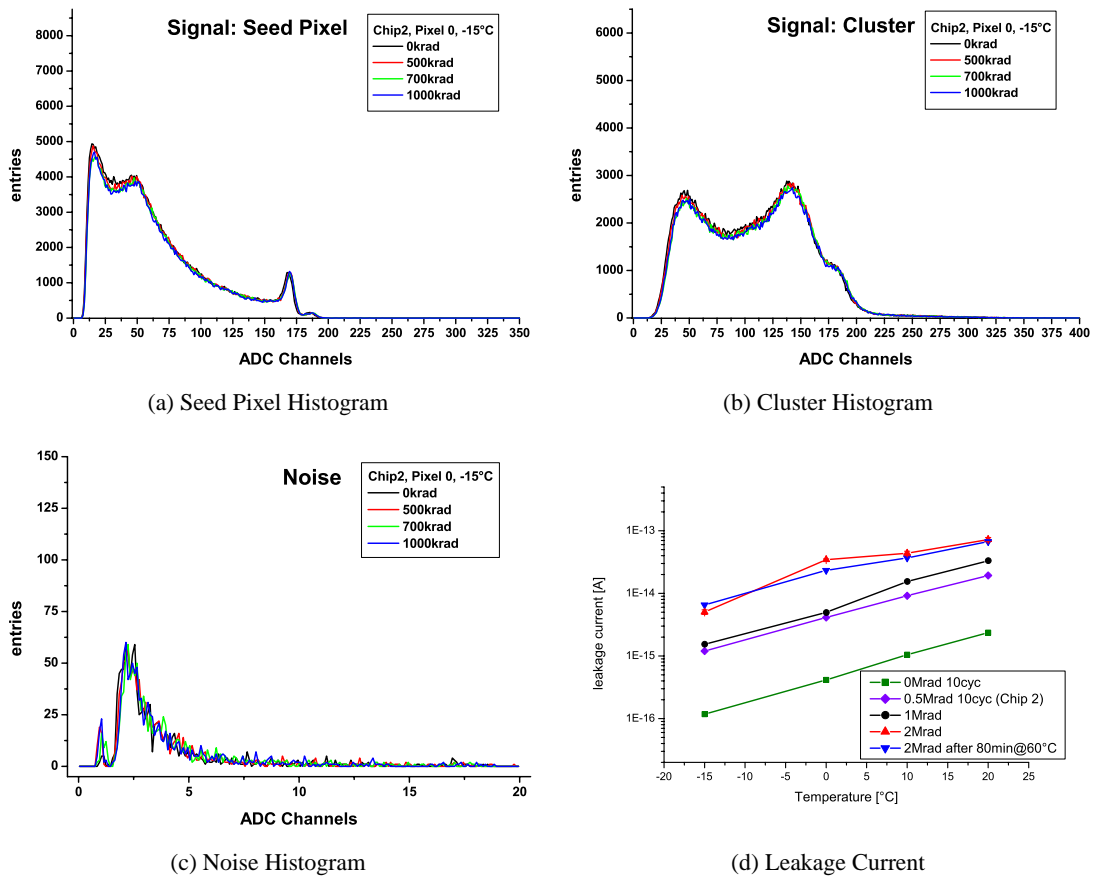 Signal: Seed Pixel
Chip2, Pixel 0, -15°C
0krad
500krad
700krad
1000krad
8000
7000
6000
5000
4000
3000
2000
1000
0
entries
0 25 50 75 100 125 150 175 200 225 250 275 300 325 350
ADC Channels
(a) Seed Pixel Histogram
Signal: Cluster
Chip2, Pixel 0, -15°C
0krad
500krad
700krad
1000krad
6000
5000
4000
3000
2000
1000
0
entries
0 25 50 75 100 125 150 175 200 225 250 275 300 325 350 375 400
ADC Channels
(b) Cluster Histogram
Noise
Chip2, Pixel 0, -15°C
0krad
500krad
700krad
1000krad
150
125
100
75
50
25
0
entries
0 5 10 15 20
ADC Channels
(c) Noise Histogram
1E-13
1E-14
1E-15
1E-16
leakage current [A]
0Mrad 10cyc
0.5Mrad 10cyc (Chip 2)
1Mrad
2Mrad
2Mrad after 80min@60°C
-20 -15 -10 -5 0 5 10 15 20 25
Temperature [°C]
(d) Leakage Current